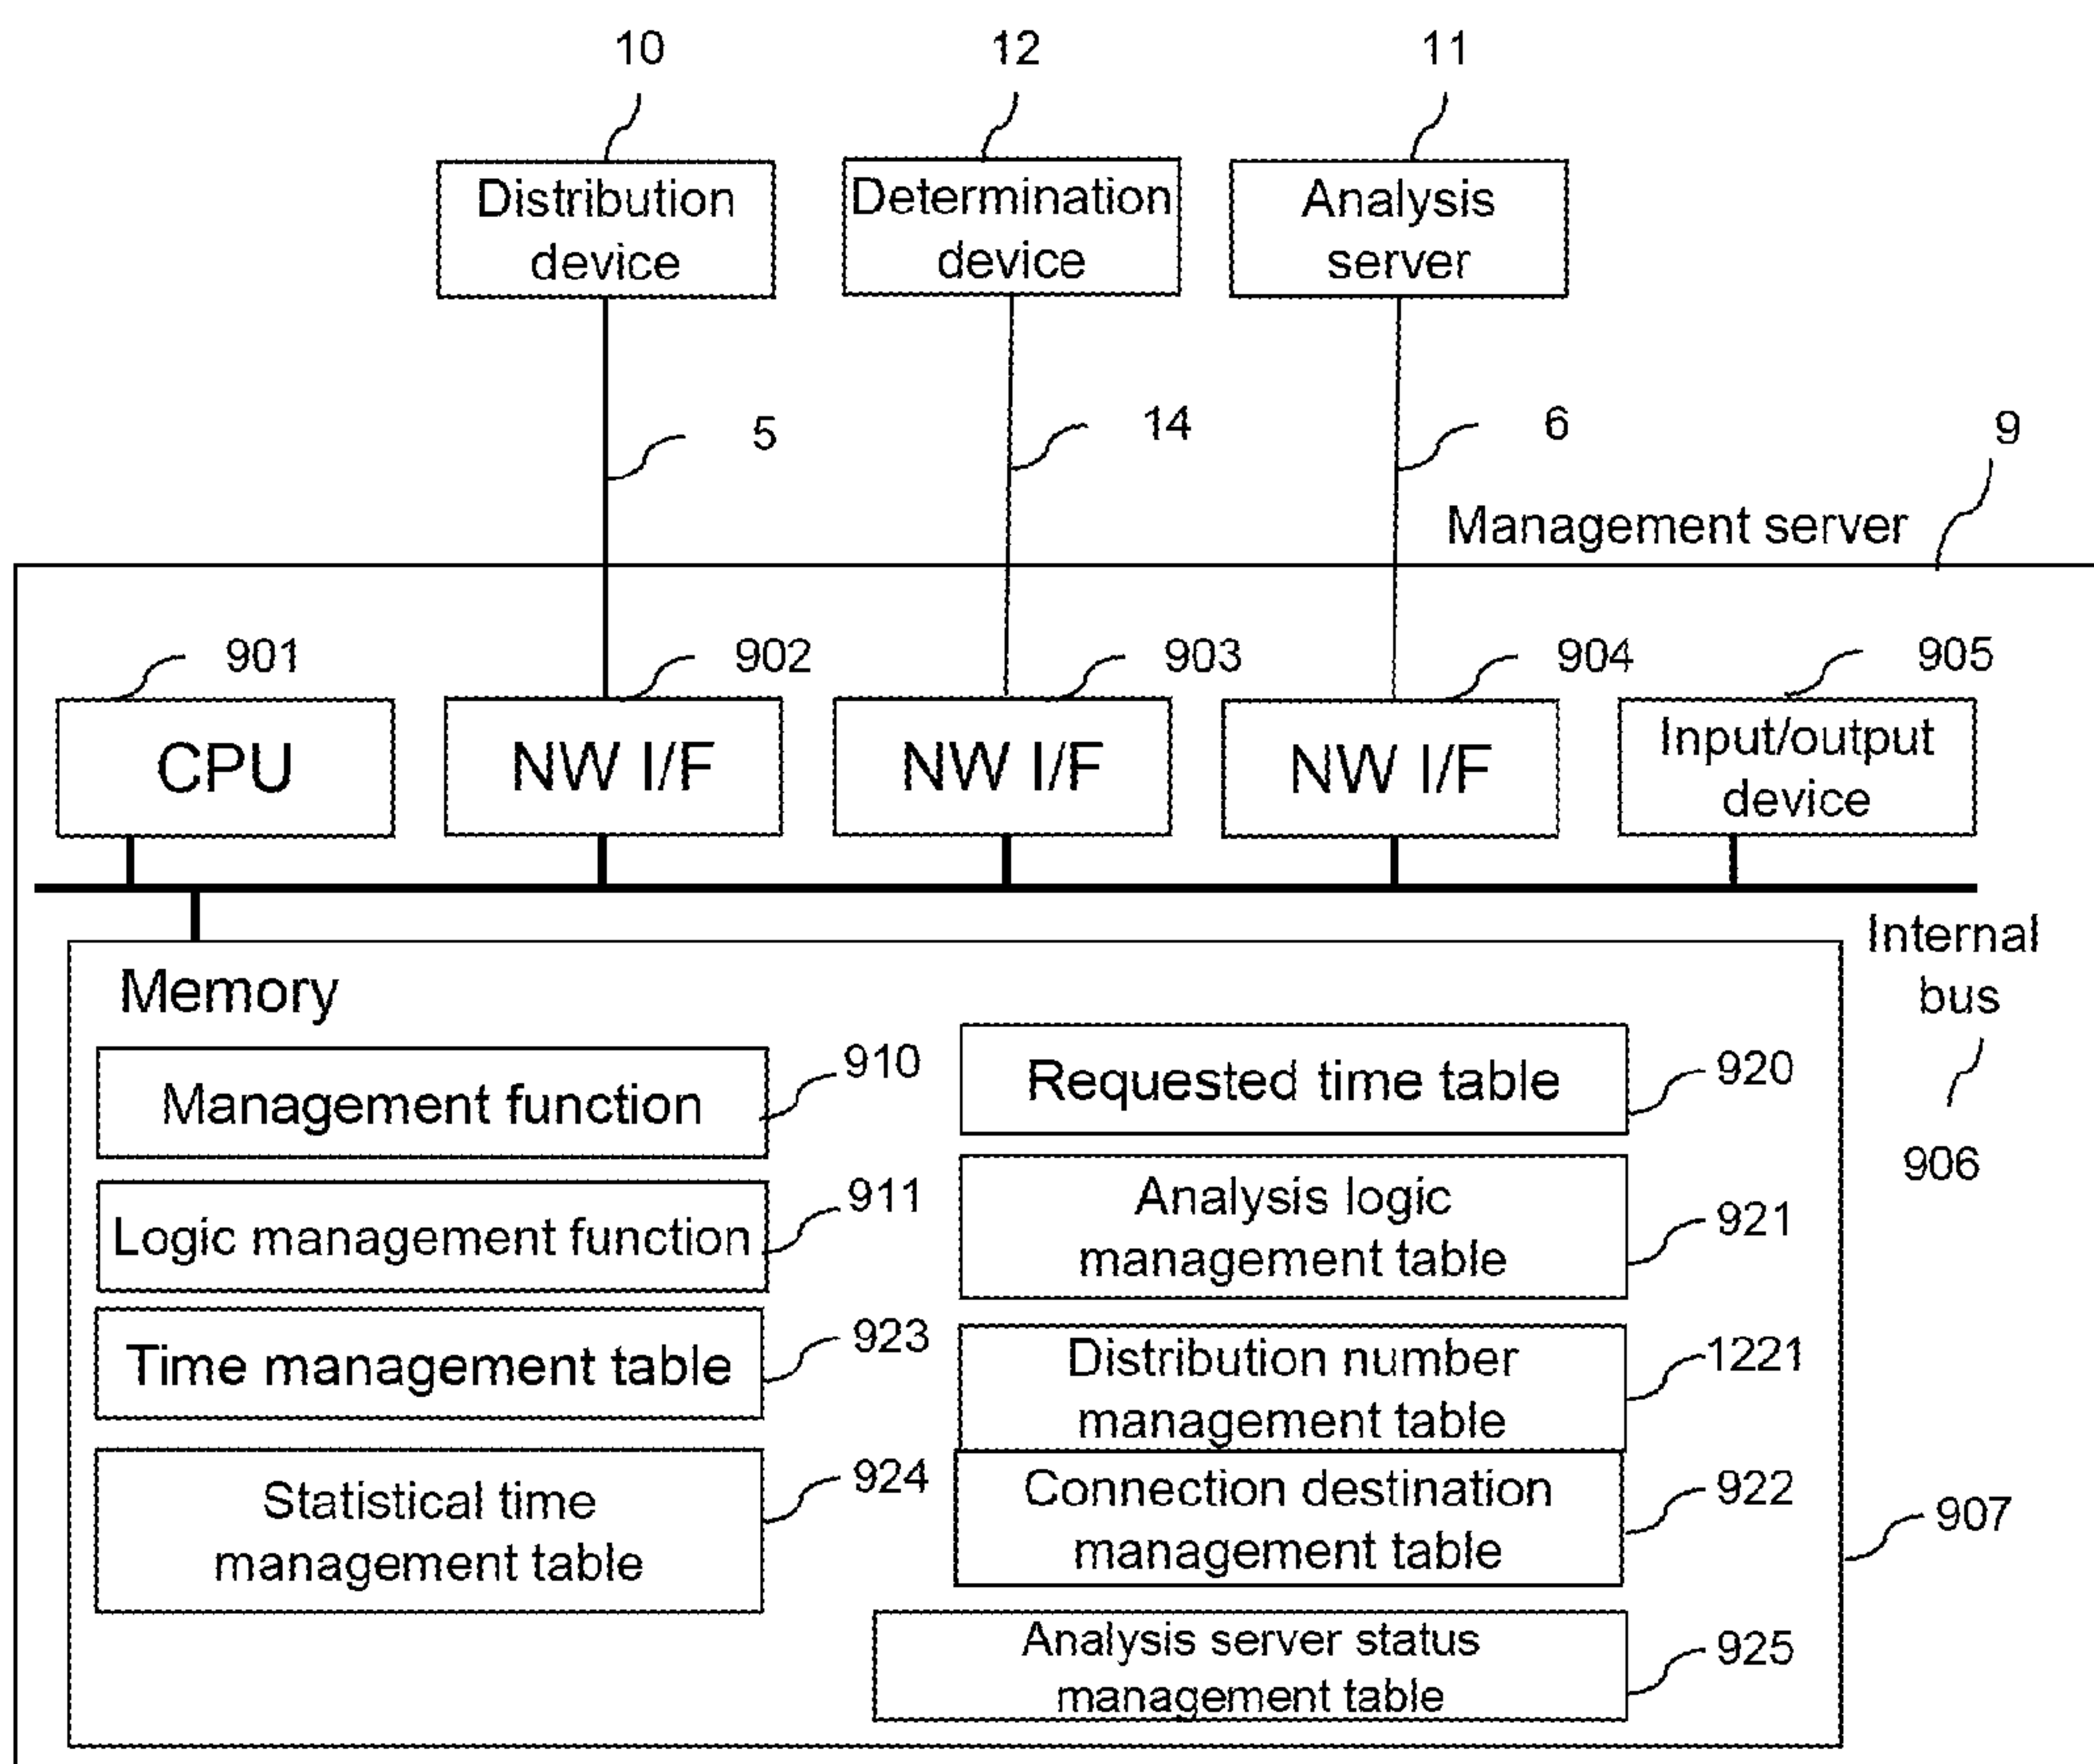 10
12
11
Distribution
device
Determination
device
Analysis
server
5
14
6
9
Management server
901
902
903
904
905
CPU
NW I/F
NW I/F
NW I/F
Input/output
device
Internal
bus
906
Memory
Management function
910
Logic management function
911
Time management table
923
Statistical time
management table
924
Requested time table
920
Analysis logic
management table
921
Distribution number
management table
1221
Connection destination
management table
922
Analysis server status
management table
925
907